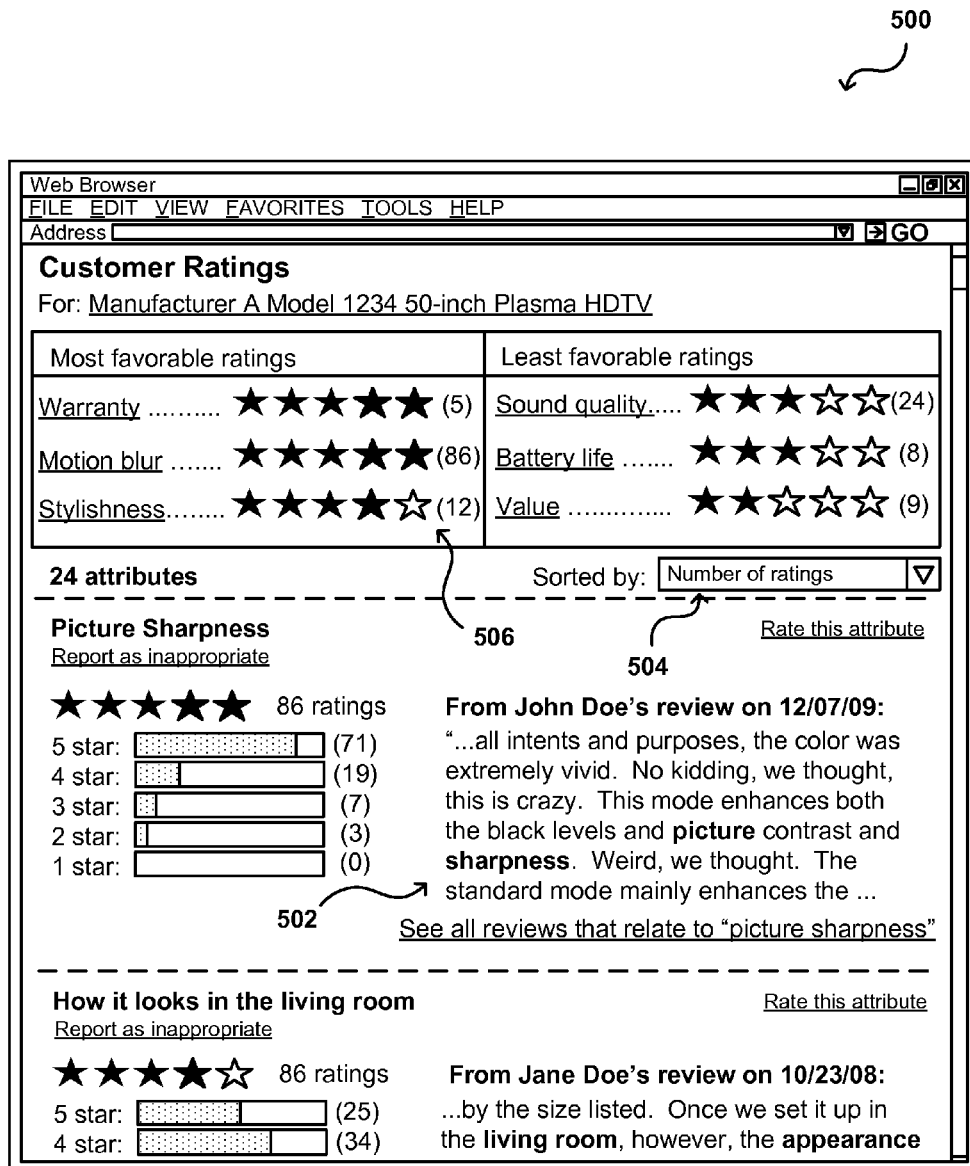 500
Web Browser
FILE EDIT VIEW FAVORITES TOOLS HELP
Address GO
Customer Ratings
For: Manufacturer A Model 1234 50-inch Plasma HDTV
Most favorable ratings
Least favorable ratings
Warranty .......... ★★★★★ (5)
Sound quality..... ★★★☆☆ (24)
Motion blur ....... ★★★★★ (86)
Battery life ....... ★★★☆☆ (8)
Stylishness........ ★★★★☆ (12)
Value .............. ★★☆☆☆ (9)
506
24 attributes
Sorted by: Number of ratings
504
Picture Sharpness
Rate this attribute
Report as inappropriate
★★★★★ 86 ratings
5 star: (71)
4 star: (19)
3 star: (7)
2 star: (3)
1 star: (0)
502
From John Doe's review on 12/07/09:
“...all intents and purposes, the color was
extremely vivid. No kidding, we thought,
this is crazy. This mode enhances both
the black levels and picture contrast and
sharpness. Weird, we thought. The
standard mode mainly enhances the ...
See all reviews that relate to “picture sharpness”
How it looks in the living room
Rate this attribute
Report as inappropriate
★★★★☆ 86 ratings
5 star: (25)
4 star: (34)
From Jane Doe's review on 10/23/08:
...by the size listed. Once we set it up in
the living room, however, the appearance